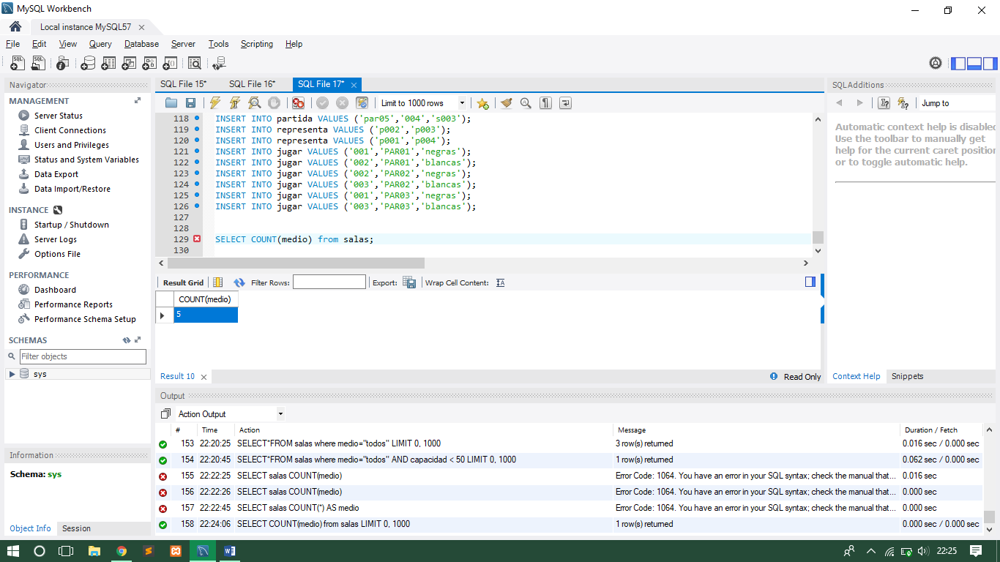 MySQL Workbench
Local instance MySQL57
File Edit View Query Database Server Tools Scripting Help
Navigator
MANAGEMENT
Server Status
Client Connections
Users and Privileges
Status and System Variables
Data Export
Data Import/Restore
INSTANCE
Startup / Shutdown
Server Logs
Options File
PERFORMANCE
Dashboard
Performance Reports
Performance Schema Setup
SCHEMAS
Filter objects
sys
Information
Schema: sys
Object Info Session
SQL File 15* SQL File 16* SQL File 17*
Limit to 1000 rows
118 INSERT INTO partida VALUES ('par05','004','s003');
119 INSERT INTO representa VALUES ('p002','p003');
120 INSERT INTO representa VALUES ('p001','p004');
121 INSERT INTO jugar VALUES ('001','PAR01','negras');
122 INSERT INTO jugar VALUES ('002','PAR01','blancas');
123 INSERT INTO jugar VALUES ('002','PAR02','negras');
124 INSERT INTO jugar VALUES ('003','PAR02','blancas');
125 INSERT INTO jugar VALUES ('001','PAR03','negras');
126 INSERT INTO jugar VALUES ('003','PAR03','blancas');
127
128
129 SELECT COUNT(medio) from salas;
130
Result Grid Filter Rows: Export: Wrap Cell Content:
COUNT(medio)
5
Result 10 Read Only
SQLAdditions
Jump to
Automatic context help is disabled
Use the toolbar to manually get
help for the current caret position
or to toggle automatic help.
Context Help Snippets
Output
Action Output
# Time Action Message Duration / Fetch
153 22:20:25 SELECT*FROM salas where medio="todos" LIMIT 0, 1000 3 row(s) returned 0.016 sec / 0.000 sec
154 22:20:45 SELECT*FROM salas where medio="todos" AND capacidad < 50 LIMIT 0, 1000 1 row(s) returned 0.062 sec / 0.000 sec
155 22:22:25 SELECT salas COUNT(medio) Error Code: 1064. You have an error in your SQL syntax; check the manual that... 0.016 sec
156 22:22:26 SELECT salas COUNT(medio) Error Code: 1064. You have an error in your SQL syntax; check the manual that... 0.000 sec
157 22:22:45 SELECT salas COUNT(*) AS medio Error Code: 1064. You have an error in your SQL syntax; check the manual that... 0.000 sec
158 22:24:06 SELECT COUNT(medio) from salas LIMIT 0, 1000 1 row(s) returned 0.000 sec / 0.000 sec
22:25